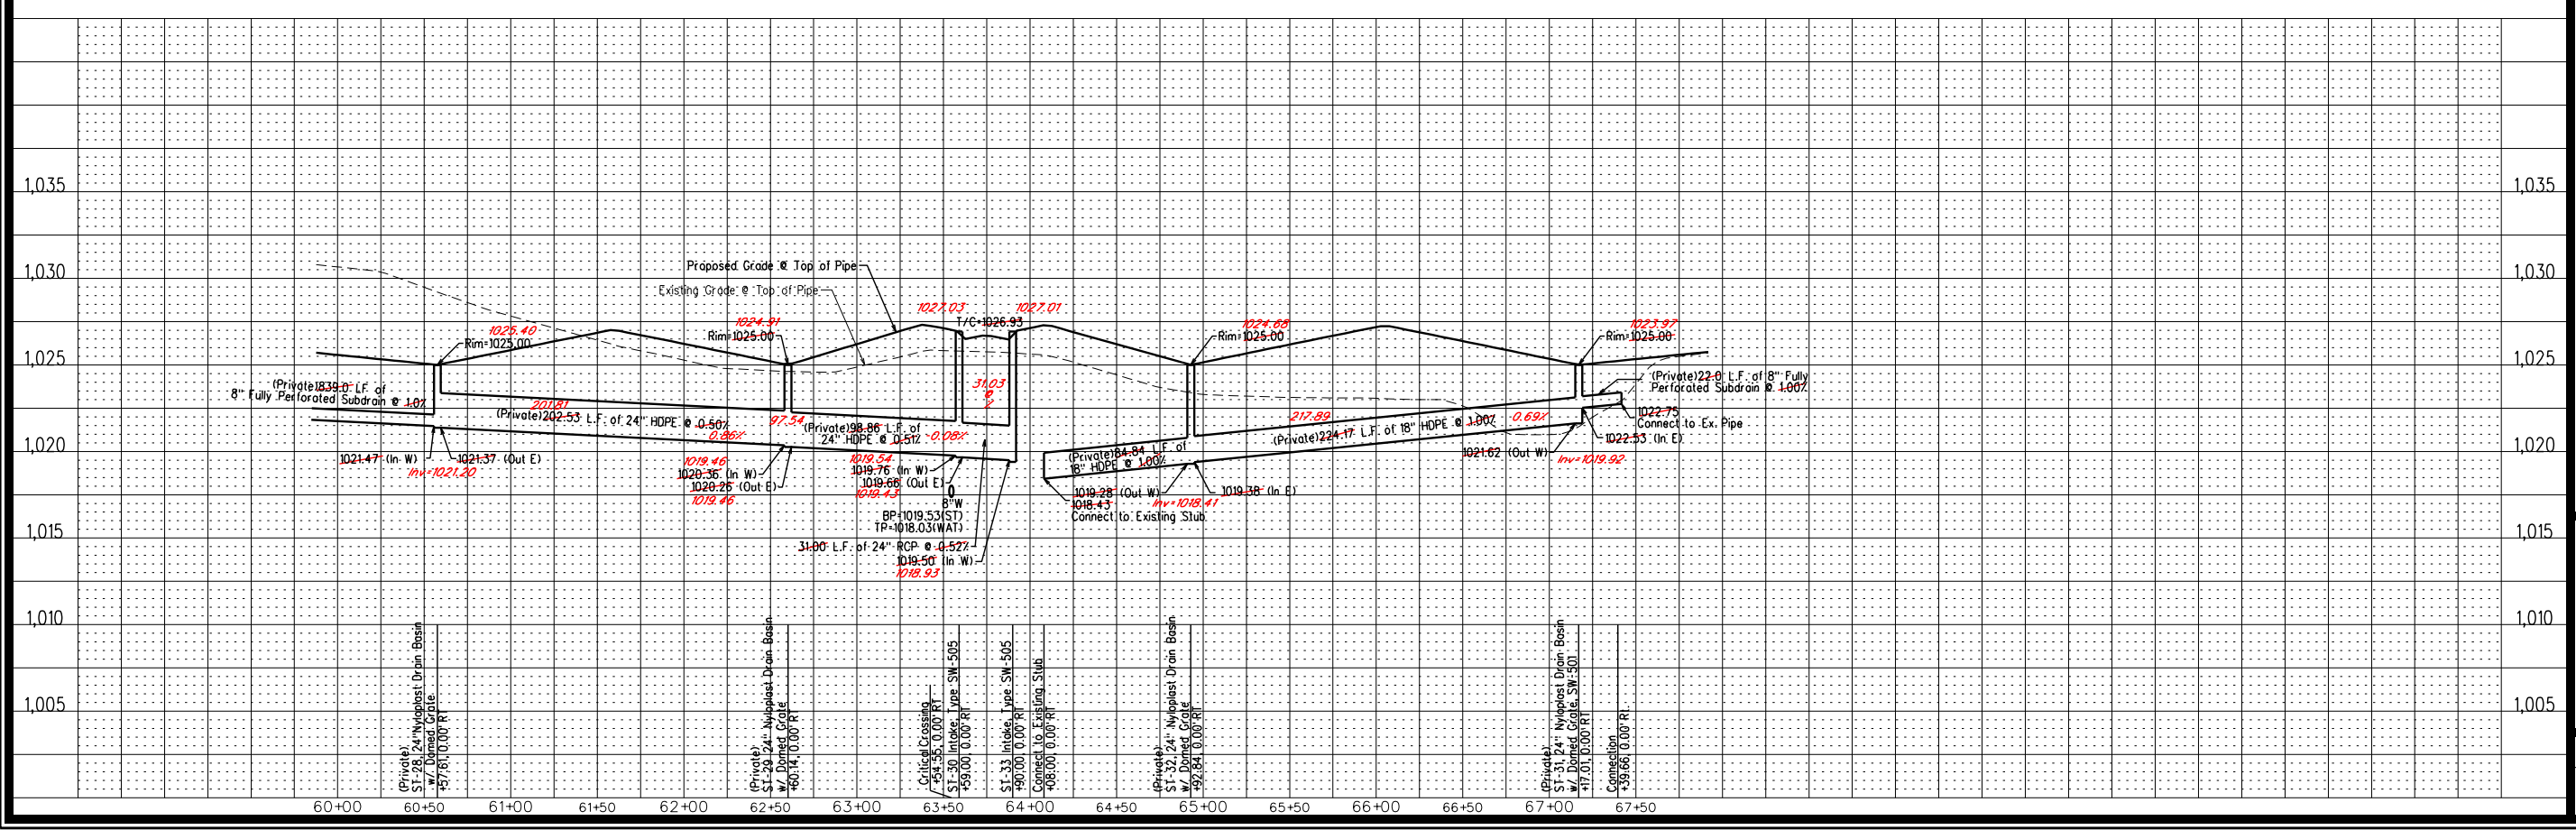 1,035
1,035
1,030
1,030
Proposed Grade @ Top of Pipe
Existing Grade @ Top of Pipe
1027.03
1027.01
T/C=1026.93
1025.40
Rim=1025.00
1024.91
Rim=1025.00
1024.68
Rim=1025.00
1023.97
Rim=1025.00
1,025
1,025
(Private)839.0 LF of
8" Fully Perforated Subdrain @ 1.0%
201.81
(Private)202.53 L.F. of 24" HDPE @ 0.50%
0.86%
97.54
(Private)98.86 L.F. of
24" HDPE @ 0.51%
-0.08%
31.03
@
217.89
0.69%
(Private)224.17 L.F. of 18" HDPE @ 1.00%
(Private)84.84 L.F. of
18" HDPE @ 1.00%
(Private)22.0 L.F. of 8" Fully
Perforated Subdrain @ 1.00%
1022.75
Connect to Ex. Pipe
1022.53 (In E)
1,020
1,020
1021.47 (In W)
1021.37 (Out E)
Inv=1021.20
1019.46
1020.36 (In W)
1020.26 (Out E)
1019.46
1019.54
1019.76 (In W)
1019.66 (Out E)
1019.43
8"W
BP=1019.53(ST)
TP=1018.03(WAT)
31.00 L.F. of 24" RCP @ 0.52%
1019.50 (In W)
1018.93
1019.28 (Out W)
1018.43
Connect to Existing Stub
Inv=1018.41
1019.38 (In E)
1021.62 (Out W)
Inv=1019.92
1,015
1,015
1,010
1,010
1,005
1,005
(Private)
ST-28, 24" Nyloplast Drain Basin
w/ Domed Grate
+57.61, 0.00' RT
(Private)
ST-29 24" Nyloplast Drain Basin
w/ Domed Grate
+60.14, 0.00' RT
Critical Crossing
+54.55, 0.00' RT
ST-30 Intake, Type SW-505
+59.00, 0.00' RT
ST-33 Intake, Type SW-505
+90.00, 0.00' RT
Connect to Existing Stub
+08.00, 0.00' RT
(Private)
ST-32, 24" Nyloplast Drain Basin
w/ Domed Grate
+92.84, 0.00' RT
(Private)
ST-31, 24" Nyloplast Drain Basin
w/ Domed Grate, SW-501
+17.01, 0.00' RT
Connection
+39.66, 0.00' Rt.
60+00 60+50 61+00 61+50 62+00 62+50 63+00 63+50 64+00 64+50 65+00 65+50 66+00 66+50 67+00 67+50